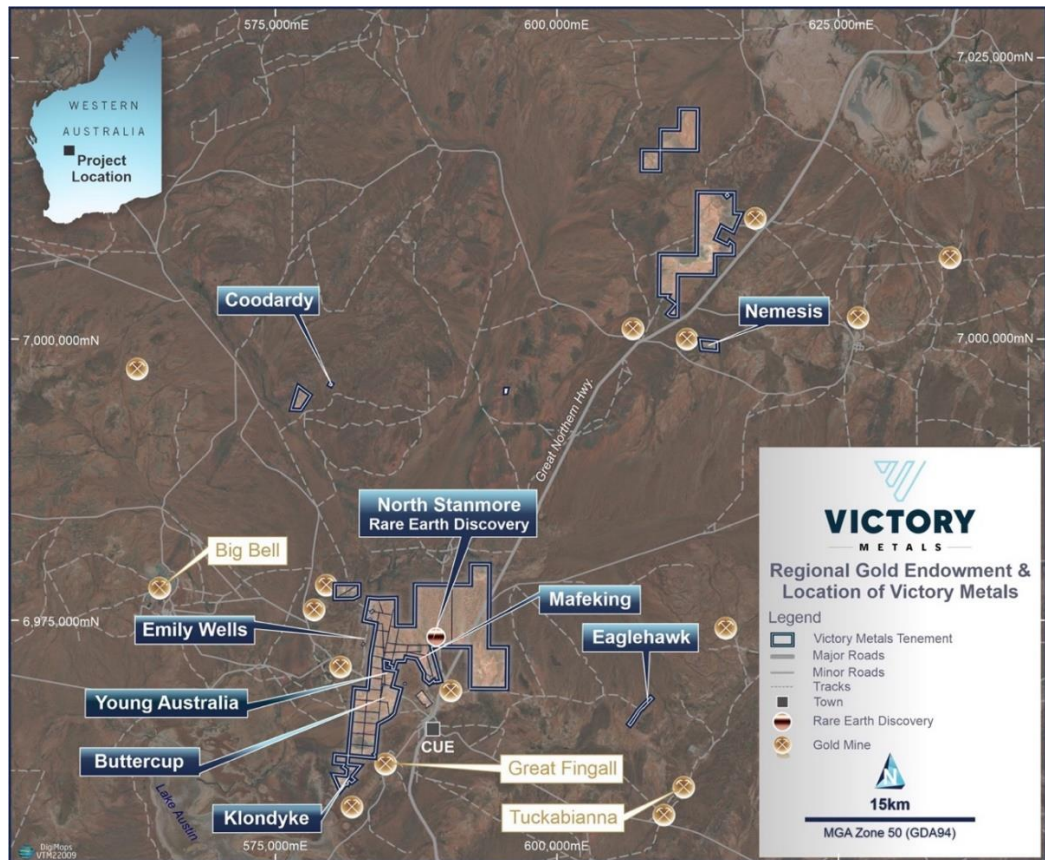 575,000mE
600,000mE
625,000mE
7,025,000mN
WESTERN
AUSTRALIA
Project
Location
Coodardy
Nemesis
7,000,000mN
7,000,000mN
Great Northern Hwy.
North Stanmore
Rare Earth Discovery
Big Bell
Mafeking
6,975,000mN
Emily Wells
Eaglehawk
Young Australia
Buttercup
CUE
Great Fingall
Klondyke
Tuckabianna
Lake Austin
575,000mE
600,000mE
DigiMaps
VTM22009
VICTORY
METALS
Regional Gold Endowment &
Location of Victory Metals
Legend
Victory Metals Tenement
Major Roads
Minor Roads
Tracks
Town
Rare Earth Discovery
Gold Mine
N
15km
MGA Zone 50 (GDA94)